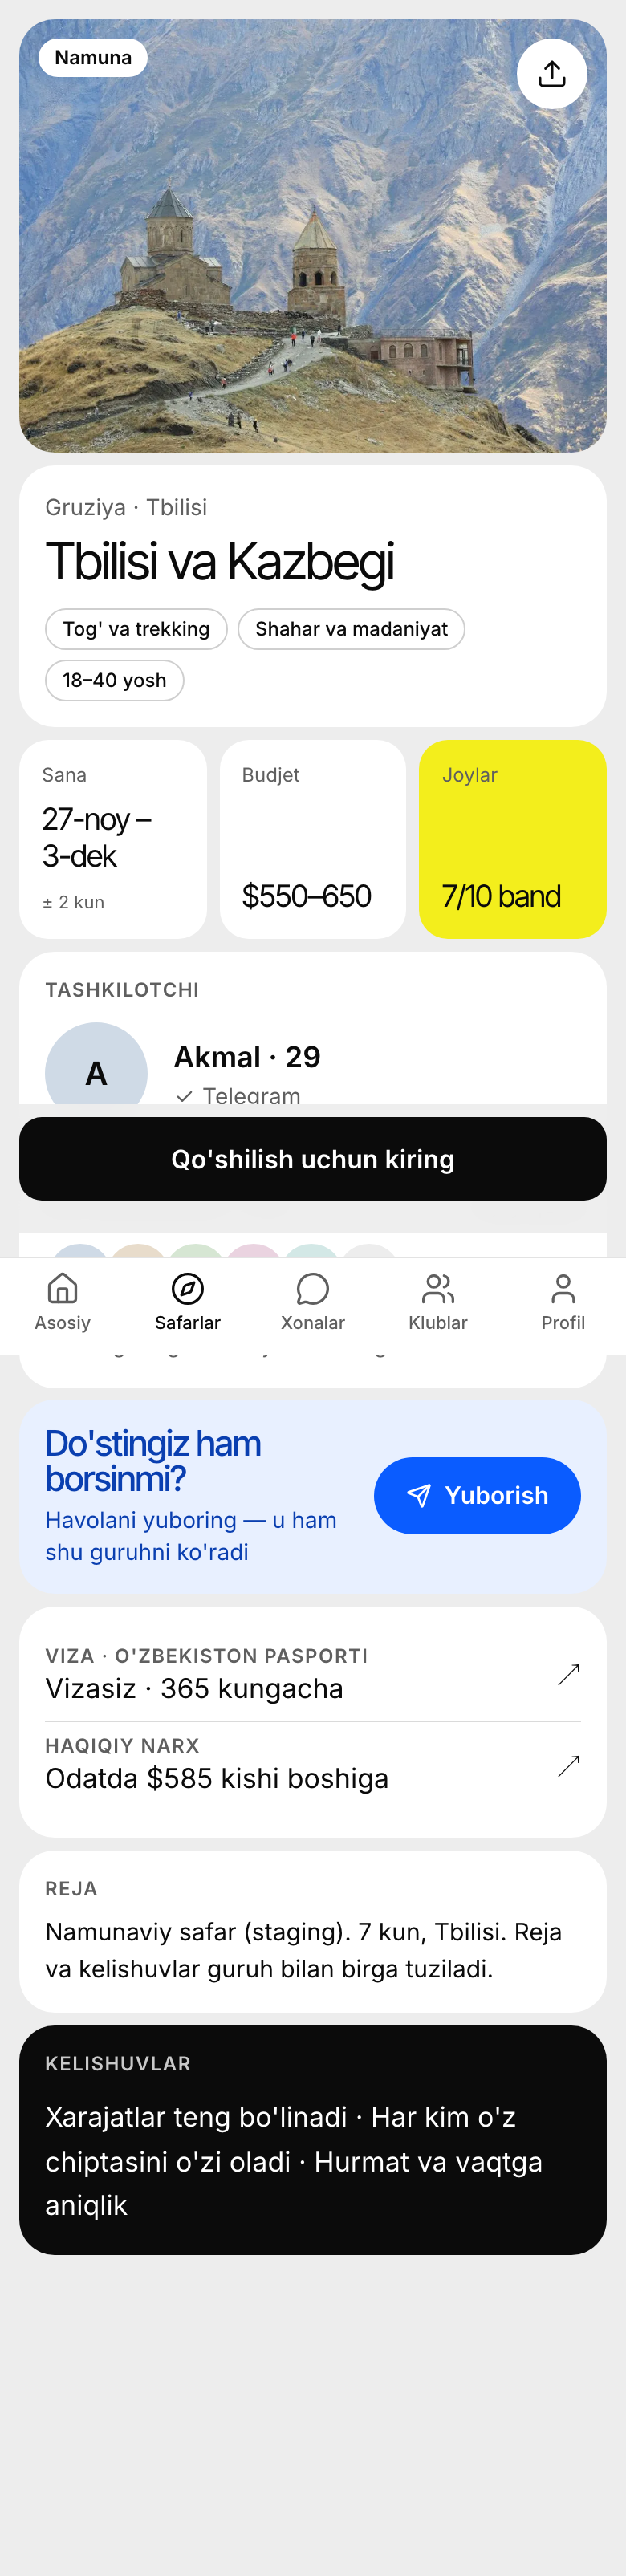 Namuna
Gruziya · Tbilisi
Tbilisi va Kazbegi
Tog' va trekking
Shahar va madaniyat
18–40 yosh
Sana
27-noy –
3-dek
± 2 kun
Budjet
$550–650
Joylar
7/10 band
TASHKILOTCHI
A
Akmal · 29
✓ Telegram
Qo'shilish uchun kiring
Asosiy
Safarlar
Xonalar
Klublar
Profil
Do'stingiz ham
borsinmi?
Havolani yuboring — u ham
shu guruhni ko'radi
Yuborish
VIZA · O'ZBEKISTON PASPORTI
Vizasiz · 365 kungacha
HAQIQIY NARX
Odatda $585 kishi boshiga
REJA
Namunaviy safar (staging). 7 kun, Tbilisi. Reja
va kelishuvlar guruh bilan birga tuziladi.
KELISHUVLAR
Xarajatlar teng bo'linadi · Har kim o'z
chiptasini o'zi oladi · Hurmat va vaqtga
aniqlik